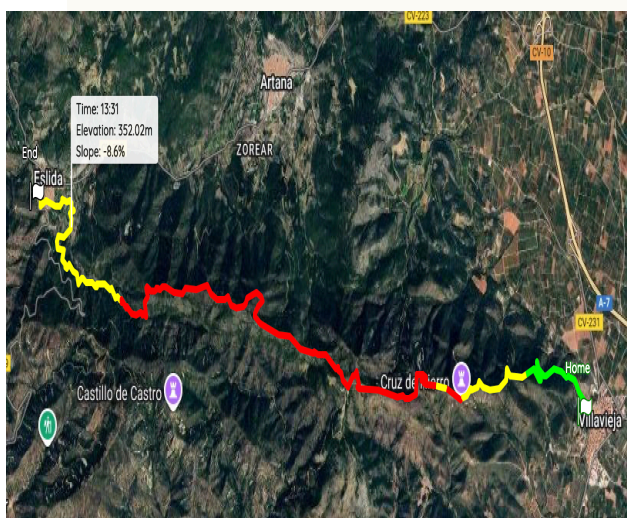 CV-223
CV-10
Artana
Time: 13:31
Elevation: 352.02m
Slope: -8.6%
ZOREAR
End
Eslida
A-7
CV-231
Home
Castillo de Castro
Villavieja